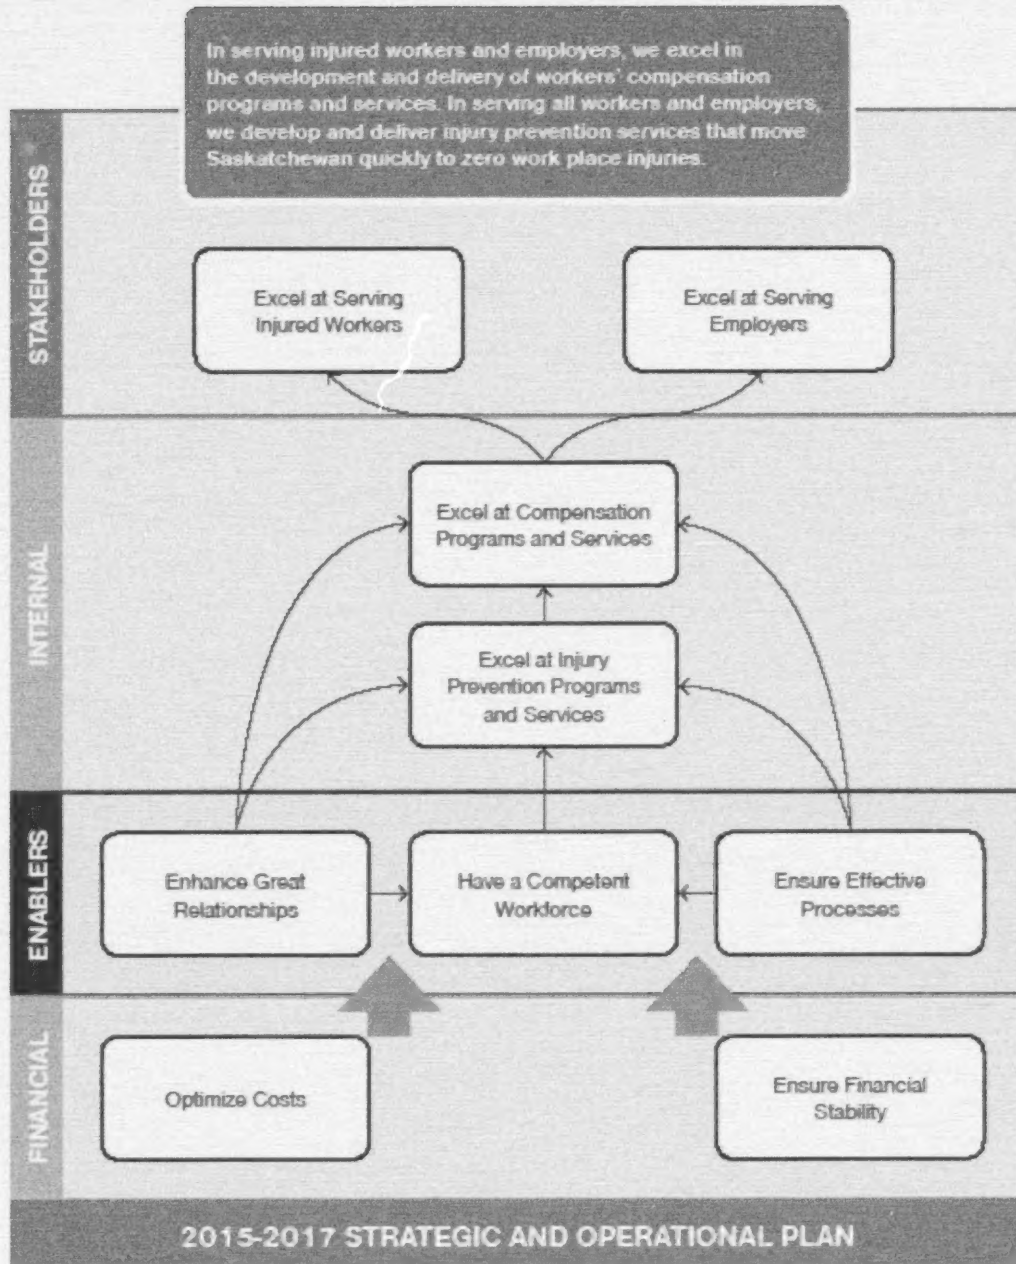 In serving injured workers and employers, we excel in
the development and delivery of workers' compensation
programs and services. In serving all workers and employers,
we develop and deliver injury prevention services that move
Saskatchewan quickly to zero work place injuries.
STAKEHOLDERS
Excel at Serving
Injured Workers
Excel at Serving
Employers
INTERNAL
Excel at Compensation
Programs and Services
Excel at Injury
Prevention Programs
and Services
ENABLERS
Enhance Great
Relationships
Have a Competent
Workforce
Ensure Effective
Processes
FINANCIAL
Optimize Costs
Ensure Financial
Stability
2015-2017 STRATEGIC AND OPERATIONAL PLAN